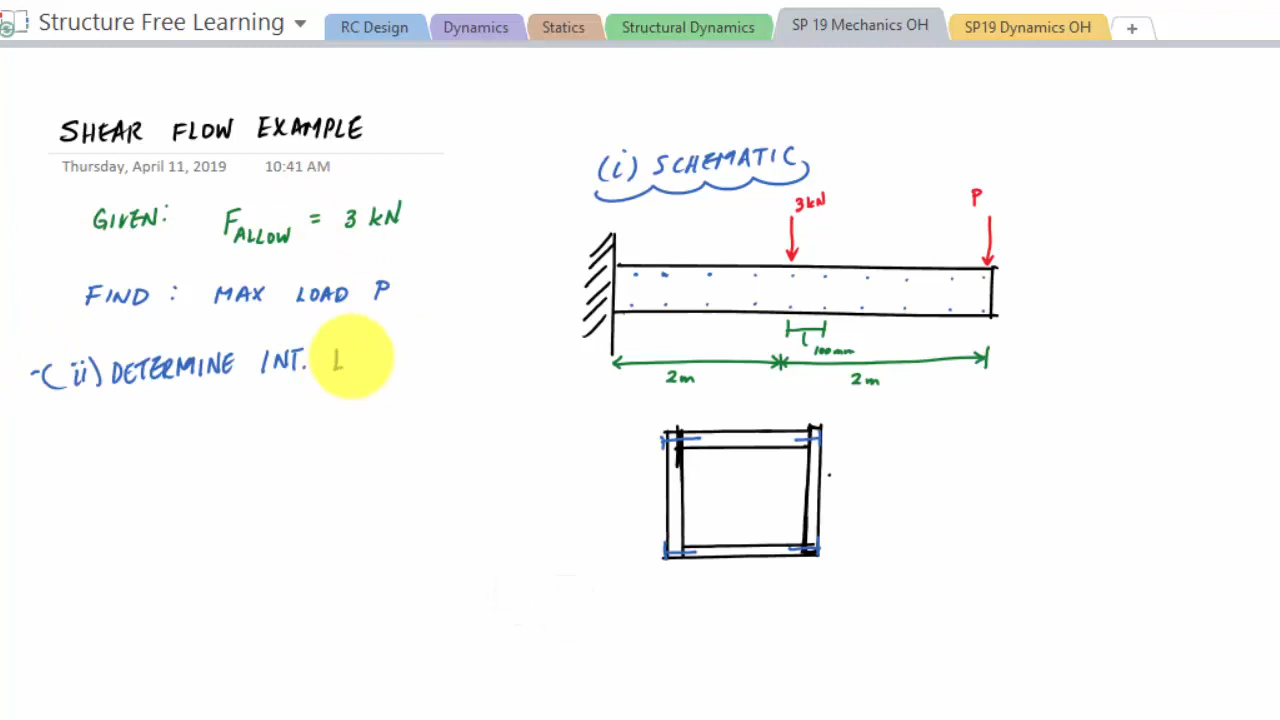 Structure Free Learning
RC Design
Dynamics
Statics
Structural Dynamics
SP 19 Mechanics OH
SP19 Dynamics OH
SHEAR FLOW EXAMPLE
Thursday, April 11, 2019 10:41 AM
GIVEN: FALLOW = 3 kN
FIND: MAX LOAD P
(ii) DETERMINE INT. L
(i) SCHEMATIC
3kN
P
100mm
2m
2m